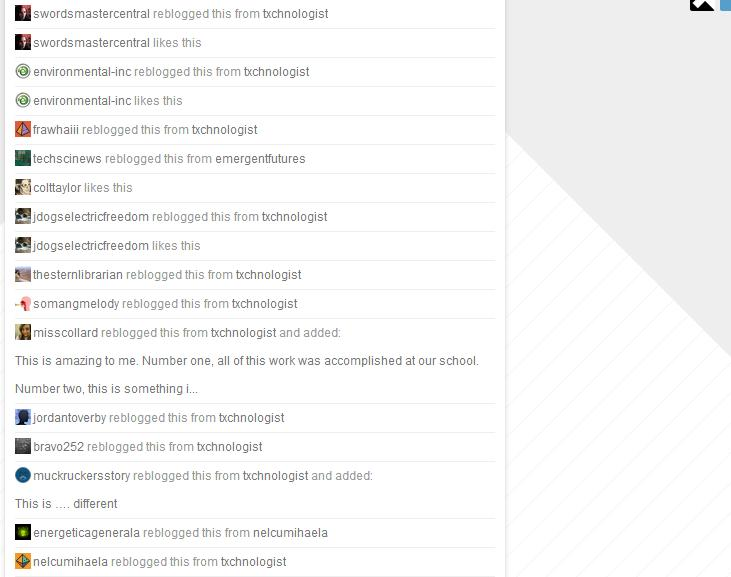 swordsmastercentral reblogged this from txchnologist
swordsmastercentral likes this
environmental-inc reblogged this from txchnologist
environmental-inc likes this
frawhaiii reblogged this from txchnologist
techscinews reblogged this from emergentfutures
colttaylor likes this
jdogselectricfreedom reblogged this from txchnologist
jdogselectricfreedom likes this
thesternlibrarian reblogged this from txchnologist
somangmelody reblogged this from txchnologist
misscollard reblogged this from txchnologist and added:
This is amazing to me. Number one, all of this work was accomplished at our school.
Number two, this is something i...
jordantoverby reblogged this from txchnologist
bravo252 reblogged this from txchnologist
muckruckersstory reblogged this from txchnologist and added:
This is .... different
energeticagenerala reblogged this from nelcumihaela
nelcumihaela reblogged this from txchnologist